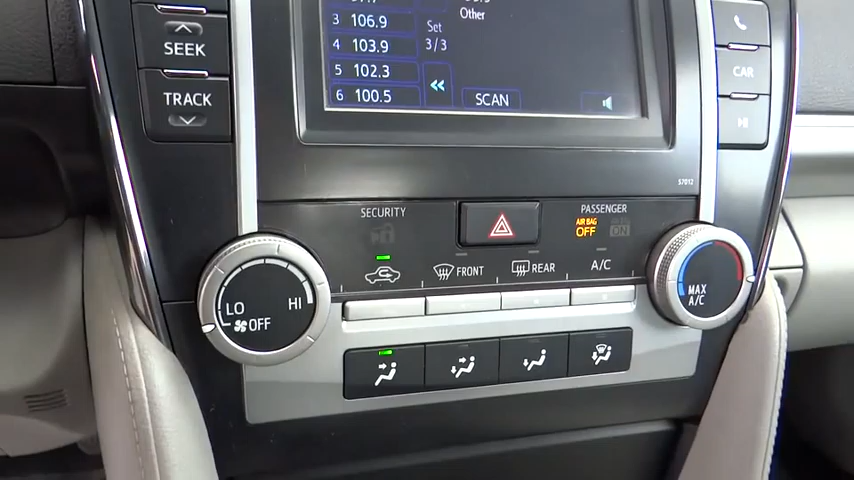 SEEK
TRACK
3 106.9
4 103.9
5 102.3
6 100.5
Set
3/3
Other
SCAN
CAR
57012
SECURITY
PASSENGER
AIR BAG
OFF
ON
FRONT
REAR
A/C
LO
HI
OFF
MAX
A/C